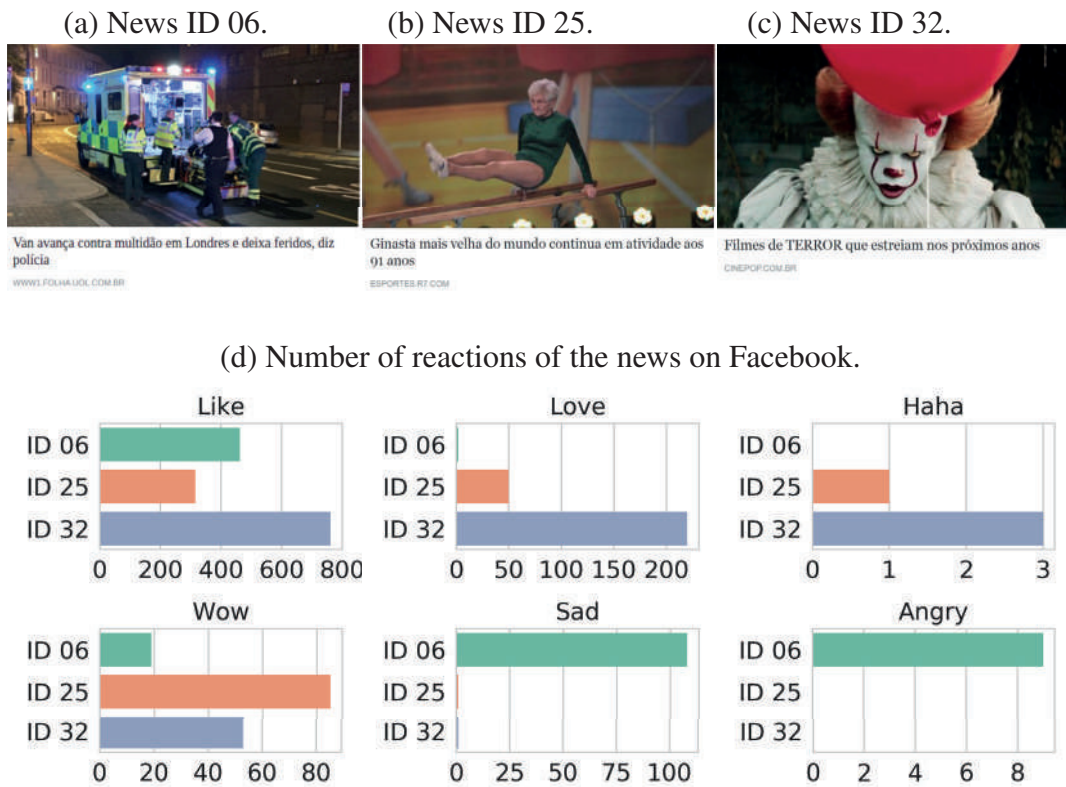 (a) News ID 06.
(b) News ID 25.
(c) News ID 32.
Van avança contra multidão em Londres e deixa feridos, diz
polícia
WWW1.FOLHA.UOL.COM.BR
Ginasta mais velha do mundo continua em atividade aos
91 anos
ESPORTES.R7.COM
Filmes de TERROR que estreiam nos próximos anos
CINEPOP.COM.BR
(d) Number of reactions of the news on Facebook.
Like
ID 06
ID 25
ID 32
0 200 400 600 800
Love
ID 06
ID 25
ID 32
0 50 100 150 200
Haha
ID 06
ID 25
ID 32
0 1 2 3
Wow
ID 06
ID 25
ID 32
0 20 40 60 80
Sad
ID 06
ID 25
ID 32
0 25 50 75 100
Angry
ID 06
ID 25
ID 32
0 2 4 6 8